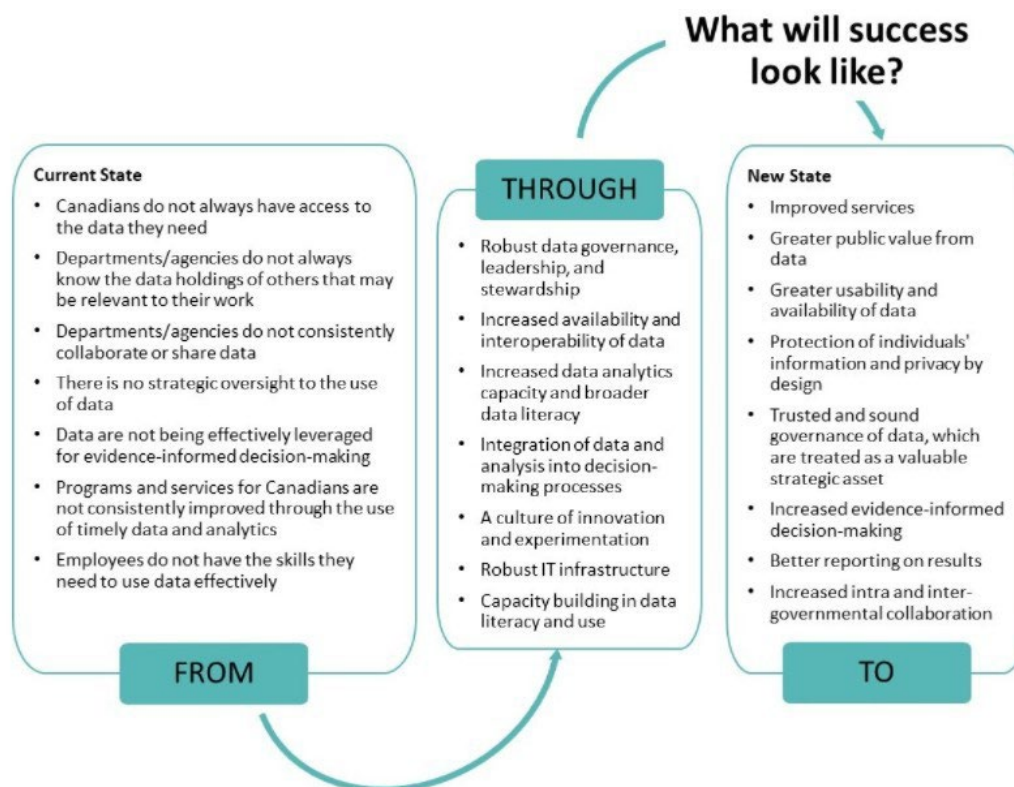 What will success
look like?
Current State
• Canadians do not always have access to
the data they need
• Departments/agencies do not always
know the data holdings of others that may
be relevant to their work
• Departments/agencies do not consistently
collaborate or share data
• There is no strategic oversight to the use
of data
• Data are not being effectively leveraged
for evidence-informed decision-making
• Programs and services for Canadians are
not consistently improved through the use
of timely data and analytics
• Employees do not have the skills they
need to use data effectively
FROM
THROUGH
• Robust data governance,
leadership, and
stewardship
• Increased availability and
interoperability of data
• Increased data analytics
capacity and broader
data literacy
• Integration of data and
analysis into decision-
making processes
• A culture of innovation
and experimentation
• Robust IT infrastructure
• Capacity building in data
literacy and use
New State
• Improved services
• Greater public value from
data
• Greater usability and
availability of data
• Protection of individuals'
information and privacy by
design
• Trusted and sound
governance of data, which
are treated as a valuable
strategic asset
• Increased evidence-informed
decision-making
• Better reporting on results
• Increased intra and inter-
governmental collaboration
TO